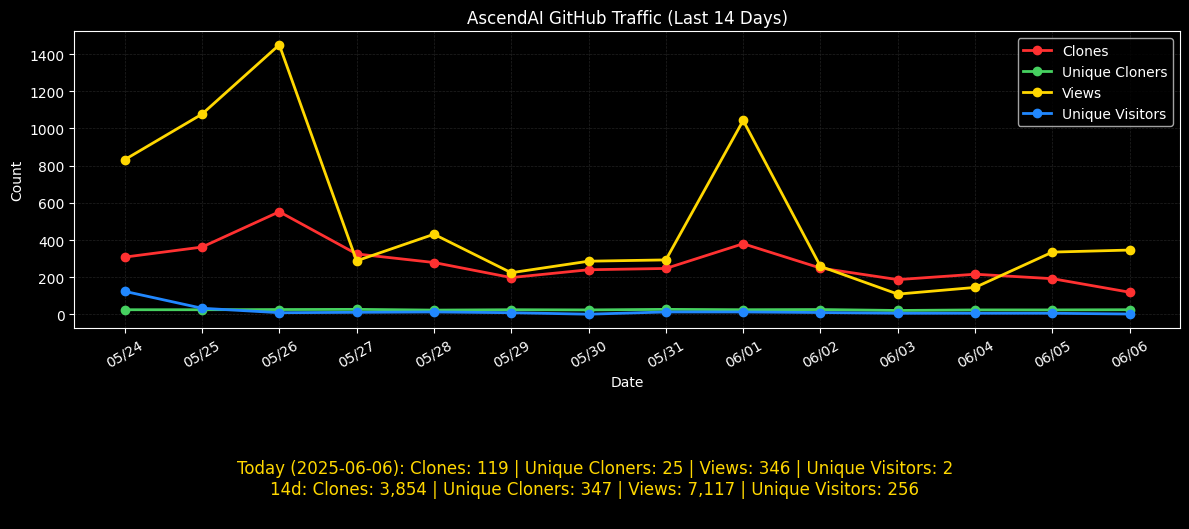 AscendAI GitHub Traffic (Last 14 Days)
Clones
Unique Cloners
Views
Unique Visitors
Count
1400
1200
1000
800
600
400
200
0
05/24
05/25
05/26
05/27
05/28
05/29
05/30
05/31
06/01
06/02
06/03
06/04
06/05
06/06
Date
Today (2025-06-06): Clones: 119 | Unique Cloners: 25 | Views: 346 | Unique Visitors: 2
14d: Clones: 3,854 | Unique Cloners: 347 | Views: 7,117 | Unique Visitors: 256